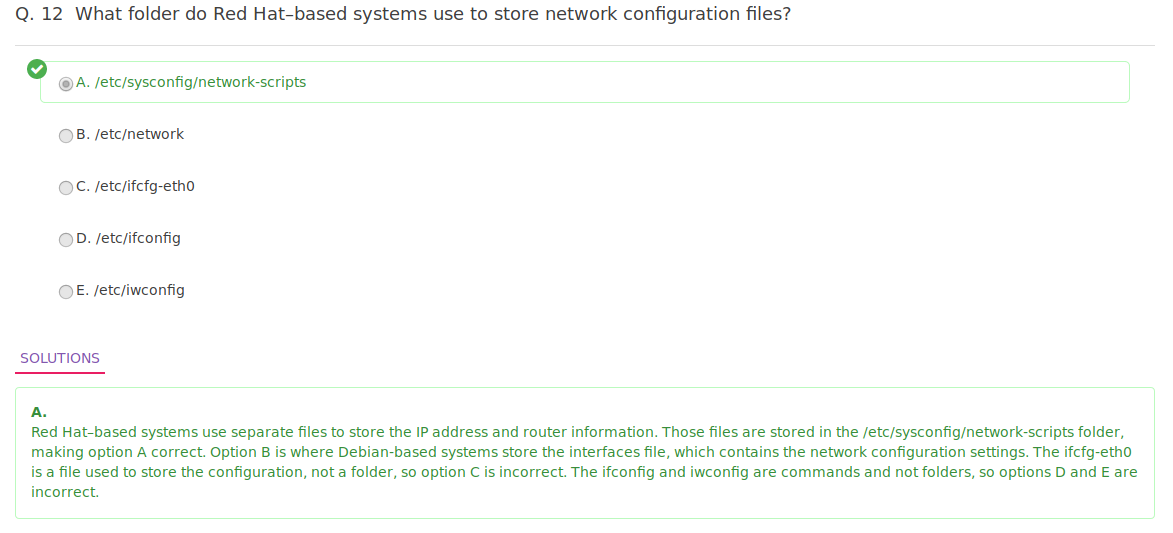 Q. 12  What folder do Red Hat–based systems use to store network configuration files?
A. /etc/sysconfig/network-scripts
B. /etc/network
C. /etc/ifcfg-eth0
D. /etc/ifconfig
E. /etc/iwconfig
SOLUTIONS
A.
Red Hat–based systems use separate files to store the IP address and router information. Those files are stored in the /etc/sysconfig/network-scripts folder,
making option A correct. Option B is where Debian-based systems store the interfaces file, which contains the network configuration settings. The ifcfg-eth0
is a file used to store the configuration, not a folder, so option C is incorrect. The ifconfig and iwconfig are commands and not folders, so options D and E are
incorrect.